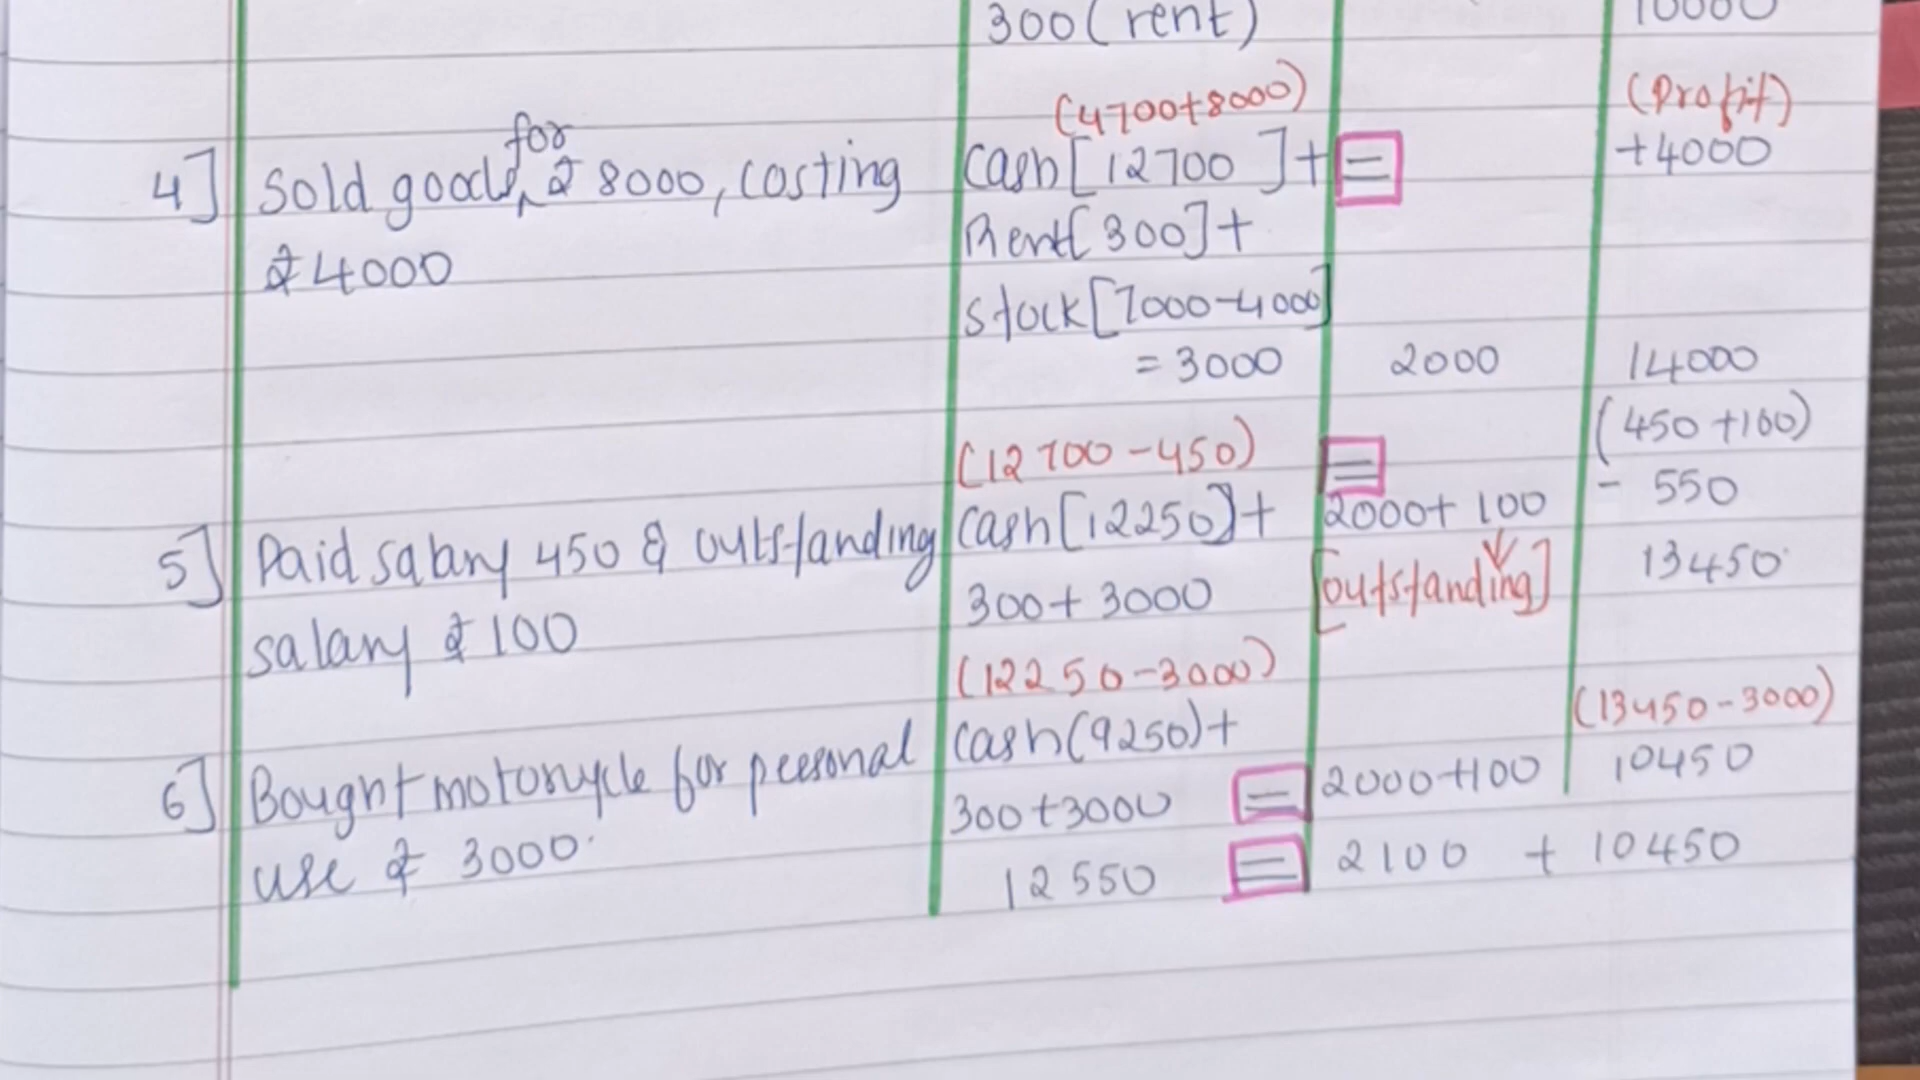 300 (rent) 10000
(4700+8000) (Profit)
for
4] Sold goods, ₹ 8000, costing Cash [12700] + = +4000
₹ 4000 Rent [300] +
Stock [7000-4000]
= 3000 2000 14000
(12700-450) = (450+100)
- 550
5] Paid salary 450 & outstanding Cash [12250] + 2000+ 100 13450
salary ₹ 100 300+ 3000 [outstanding]
(12250-3000) (13450-3000)
6] Bought motorcycle for personal Cash (9250)+ 10450
use ₹ 3000. 300+3000 = 2000+100
12550 = 2100 + 10450